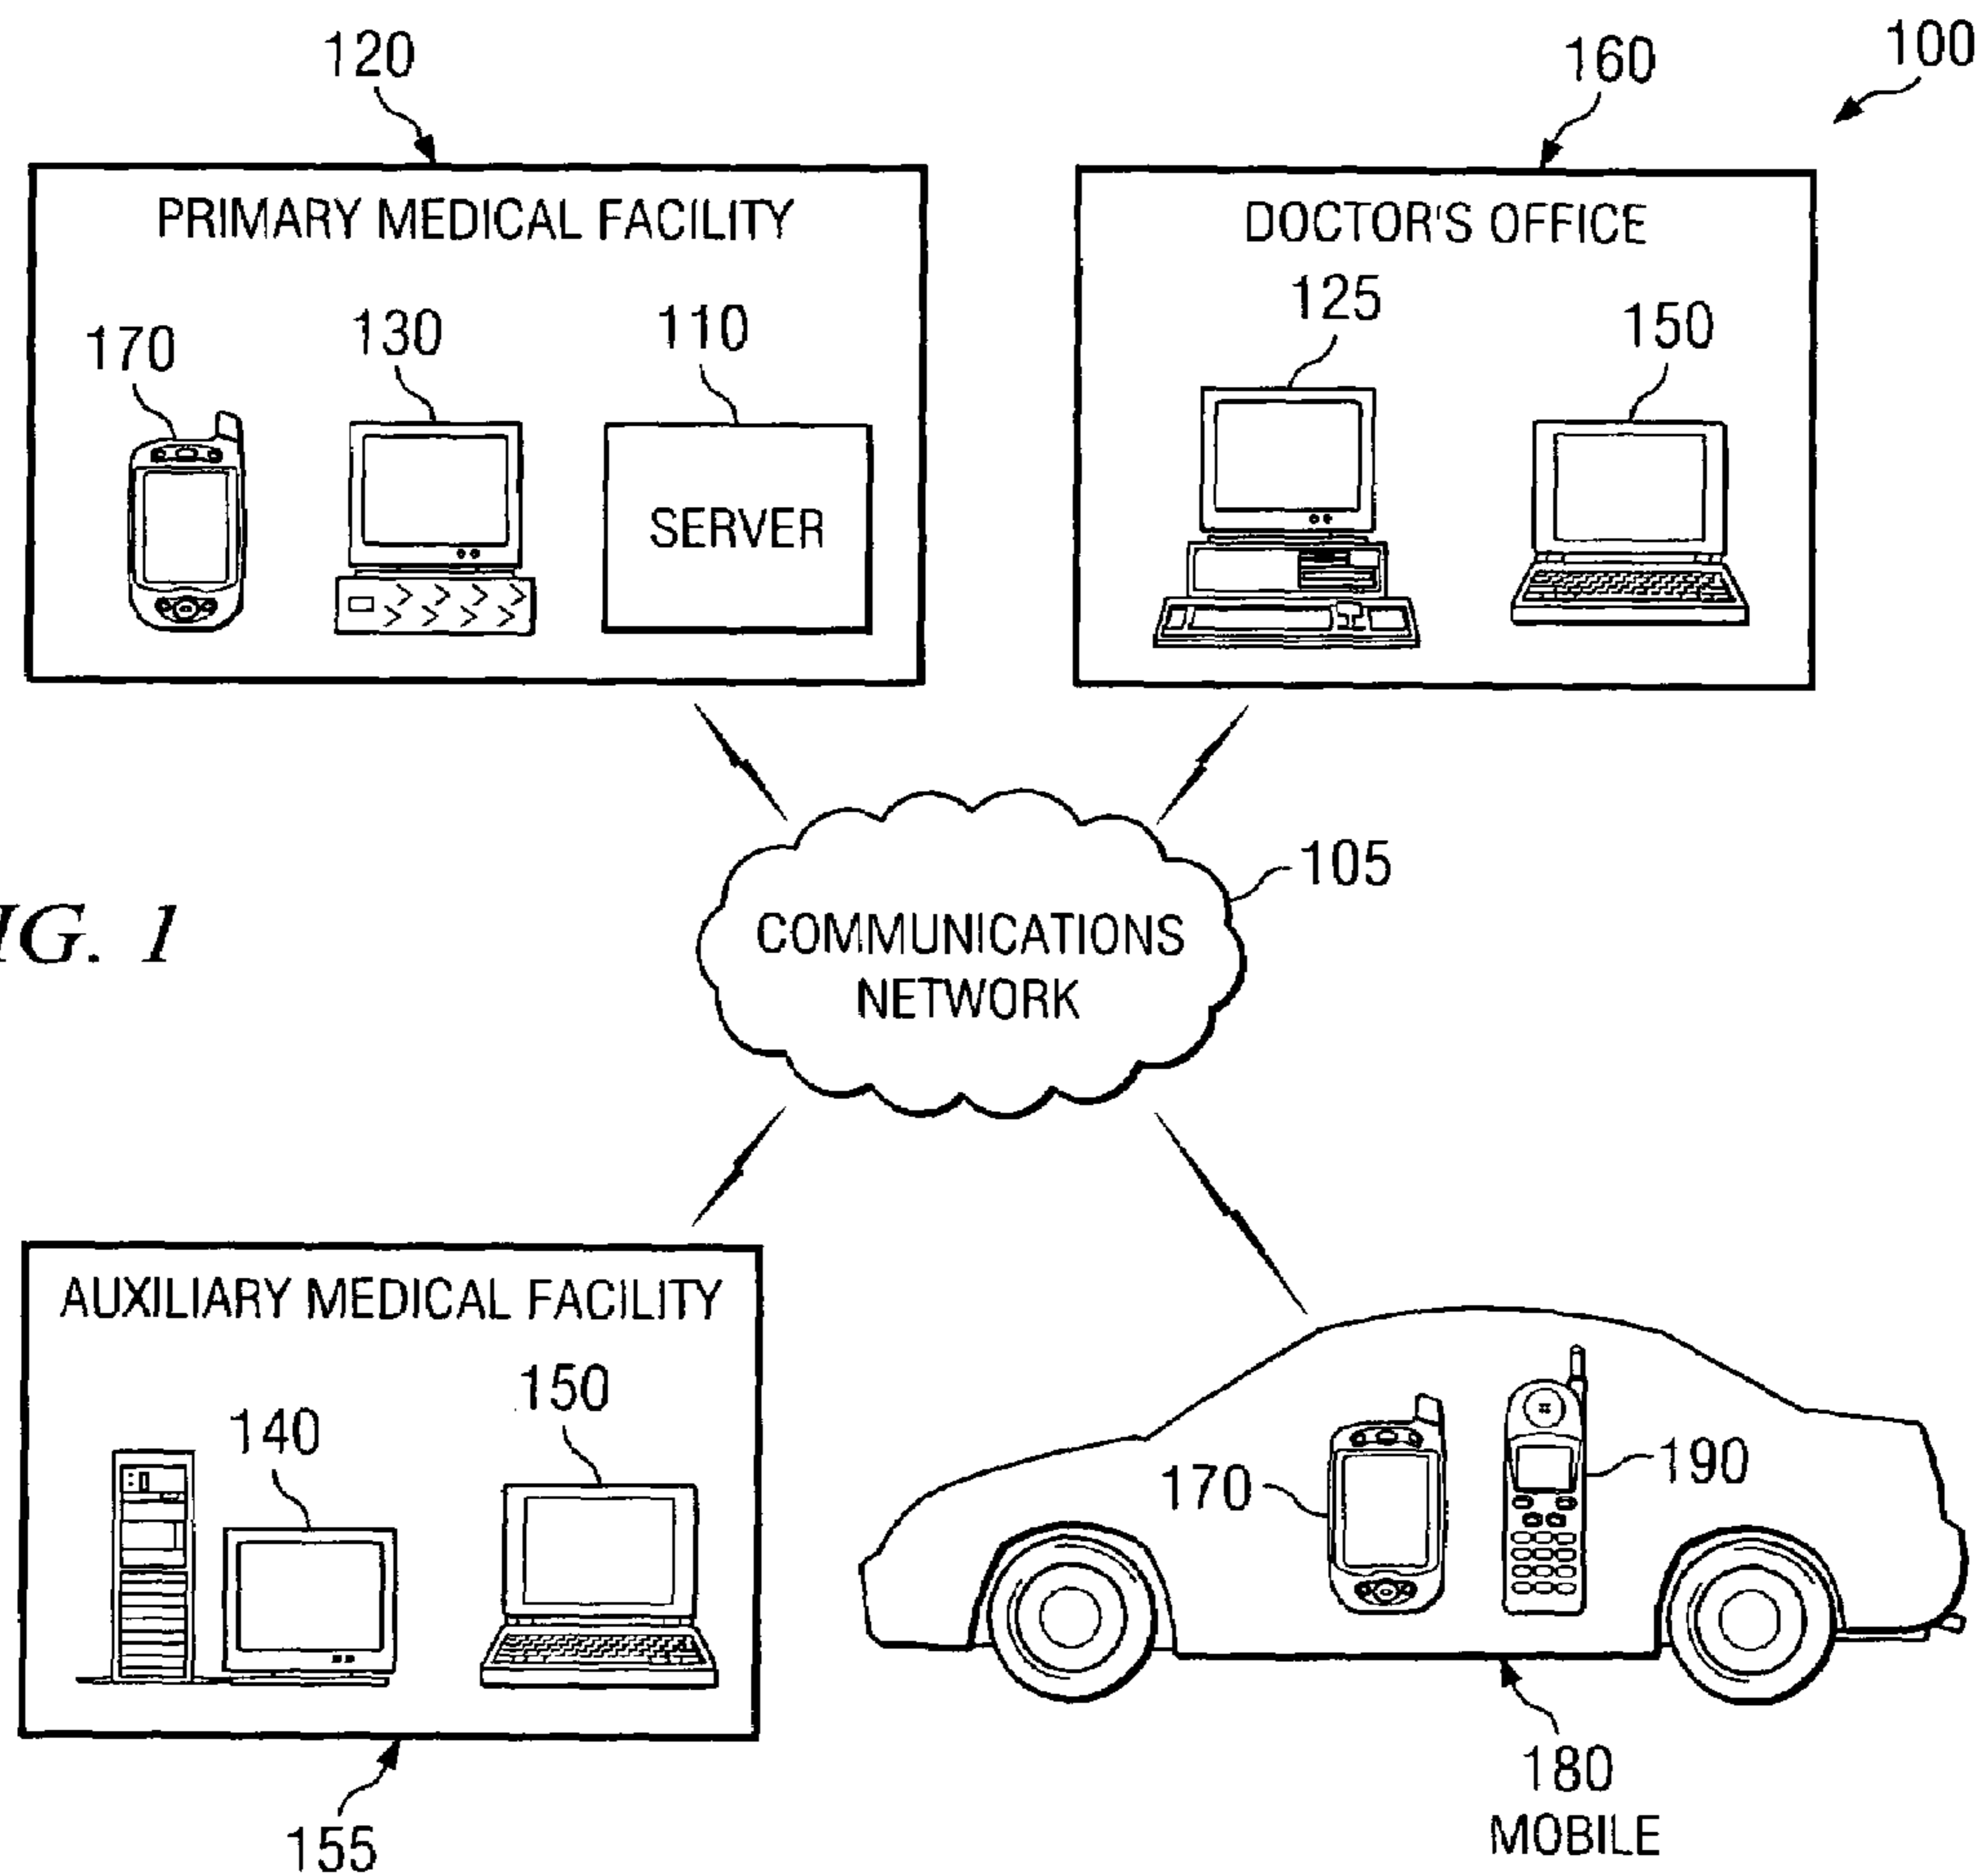 120
160
100
PRIMARY MEDICAL FACILITY
170
130
110
SERVER
DOCTOR'S OFFICE
125
150
105
COMMUNICATIONS
NETWORK
IG. 1
AUXILIARY MEDICAL FACILITY
140
150
155
170
190
180
MOBILE